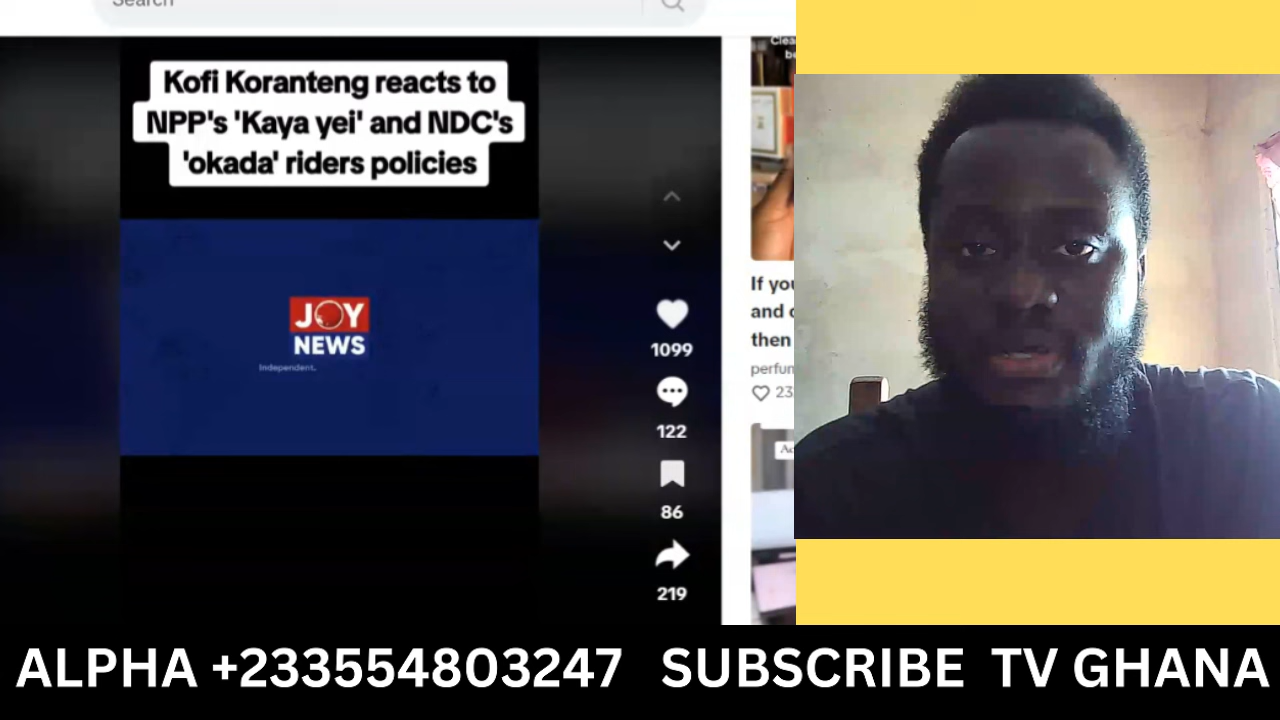 Search
Kofi Koranteng reacts to
NPP's 'Kaya yei' and NDC's
'okada' riders policies
JOY
NEWS
Independent.
1099
122
86
219
If you
and
then
23
ALPHA +233554803247 SUBSCRIBE TV GHANA